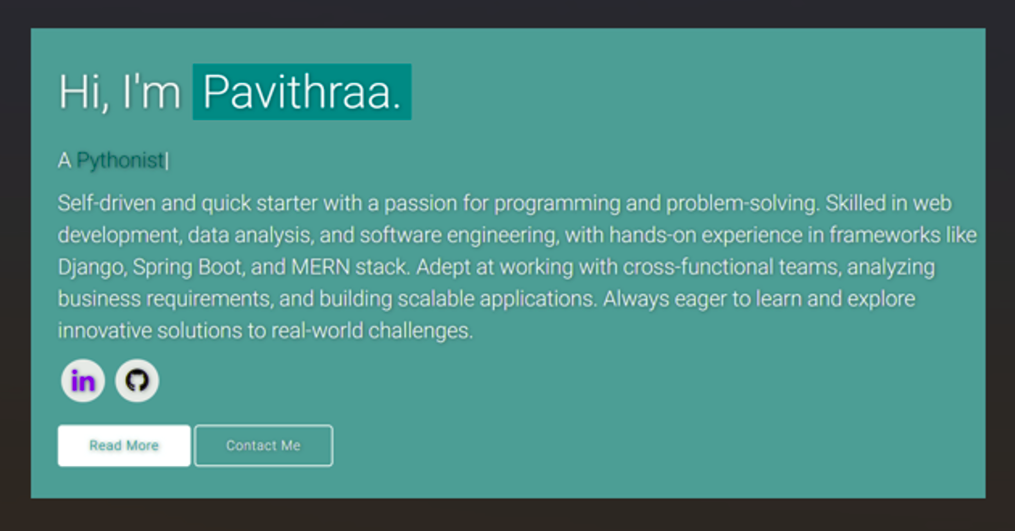 Hi, I'm Pavithraa.
A Pythonist|
Self-driven and quick starter with a passion for programming and problem-solving. Skilled in web
development, data analysis, and software engineering, with hands-on experience in frameworks like
Django, Spring Boot, and MERN stack. Adept at working with cross-functional teams, analyzing
business requirements, and building scalable applications. Always eager to learn and explore
innovative solutions to real-world challenges.
in
Read More Contact Me